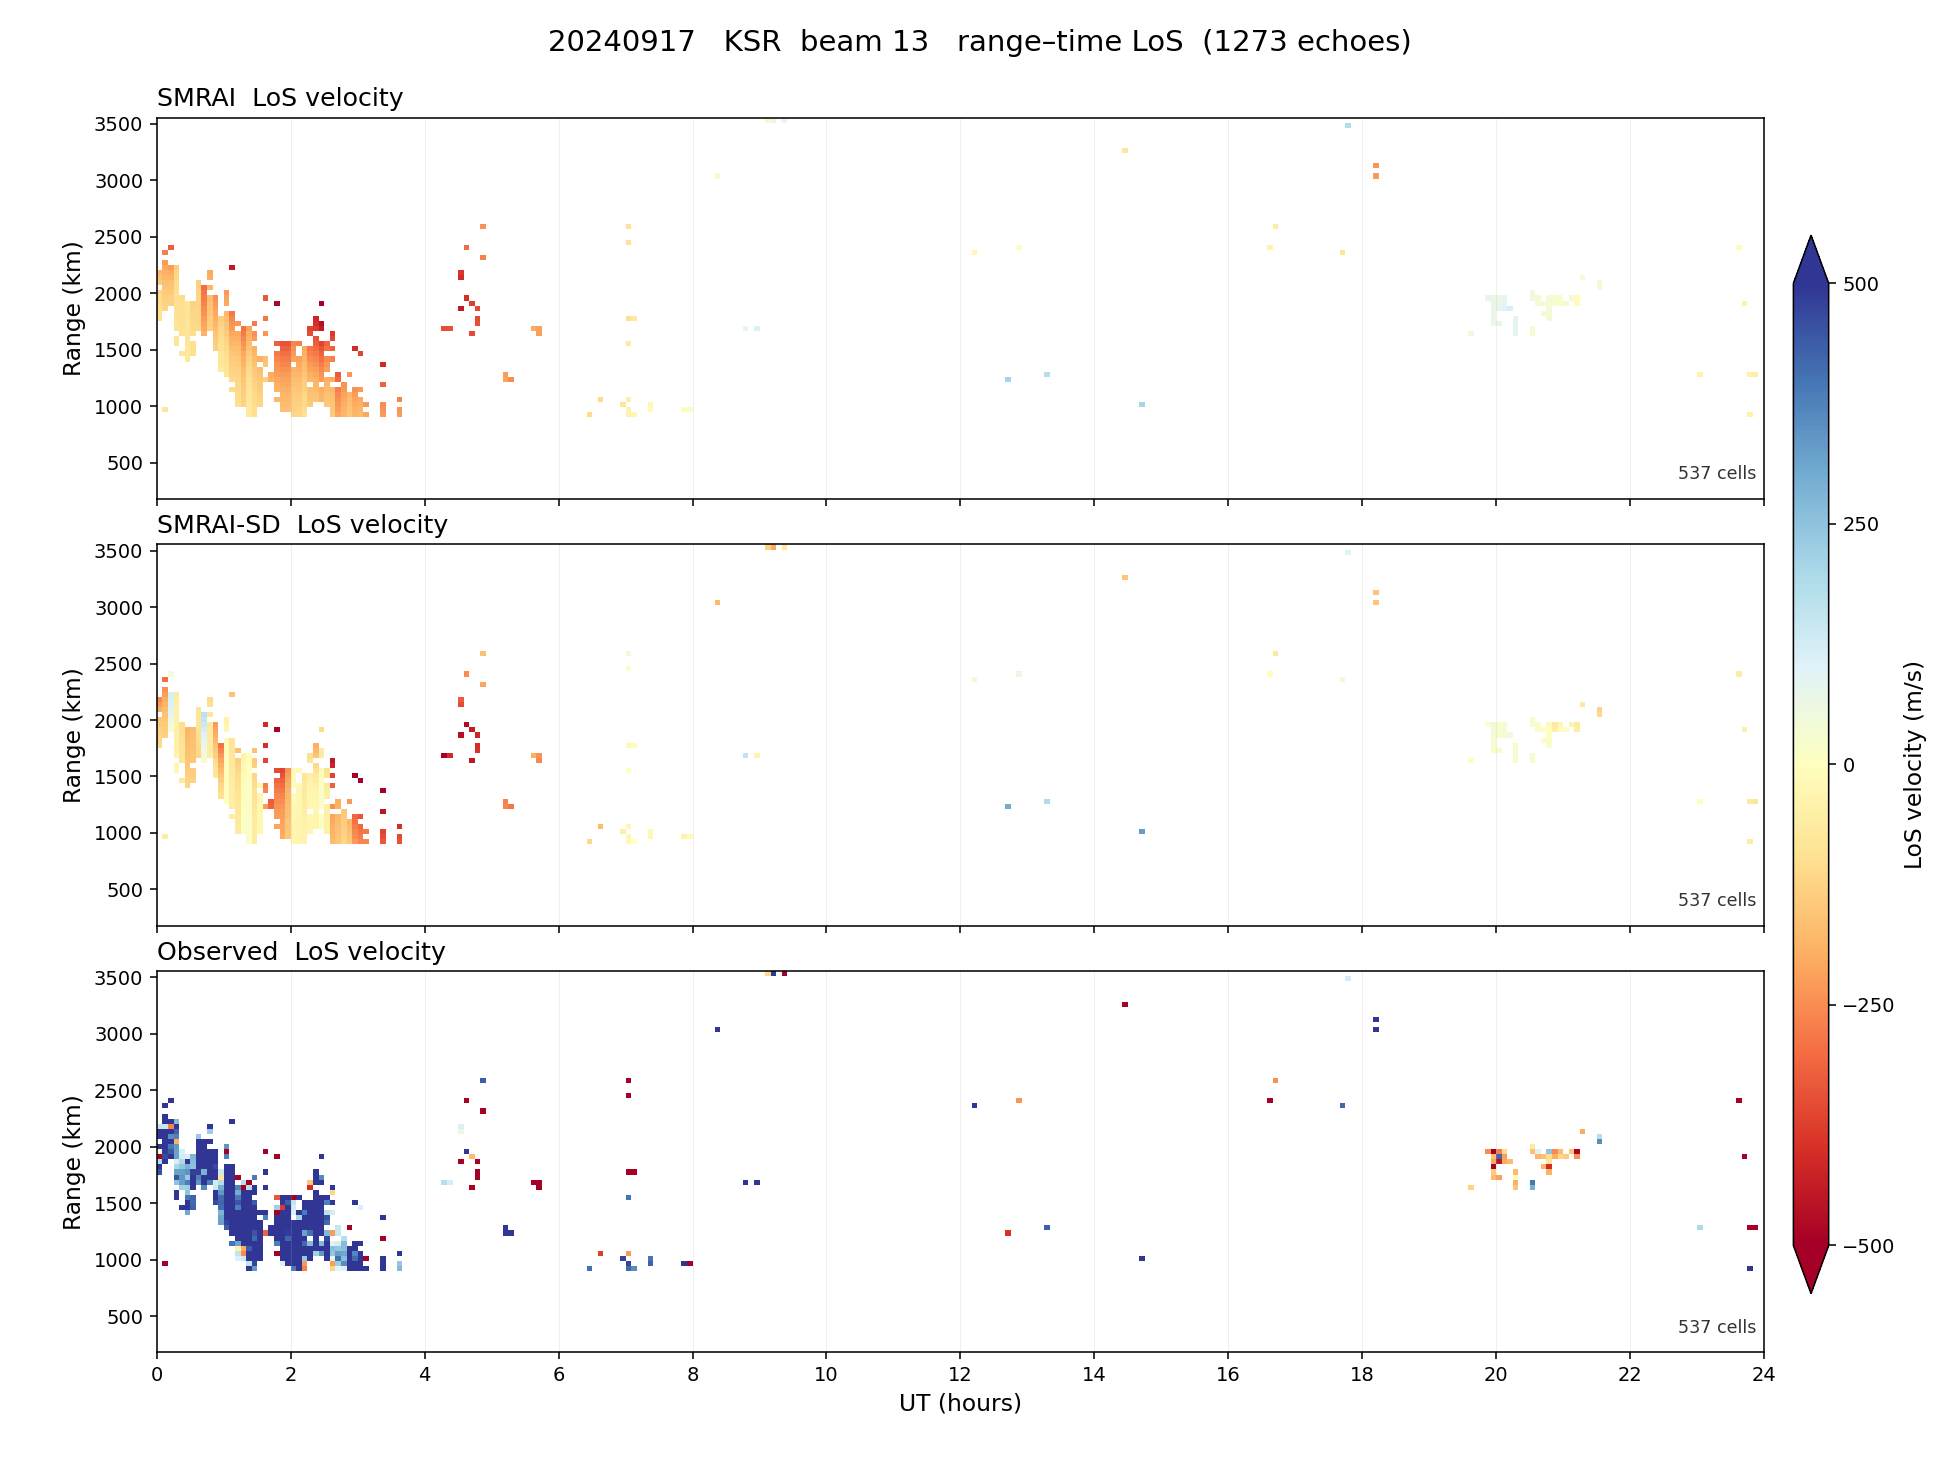 20240917 KSR beam 13 range–time LoS (1273 echoes)
SMRAI LoS velocity
3500
3000
2500
2000
1500
1000
500
Range (km)
537 cells
SMRAI-SD LoS velocity
3500
3000
2500
2000
1500
1000
500
Range (km)
537 cells
Observed LoS velocity
3500
3000
2500
2000
1500
1000
500
Range (km)
537 cells
0 2 4 6 8 10 12 14 16 18 20 22 24
UT (hours)
500
250
0
−250
−500
LoS velocity (m/s)